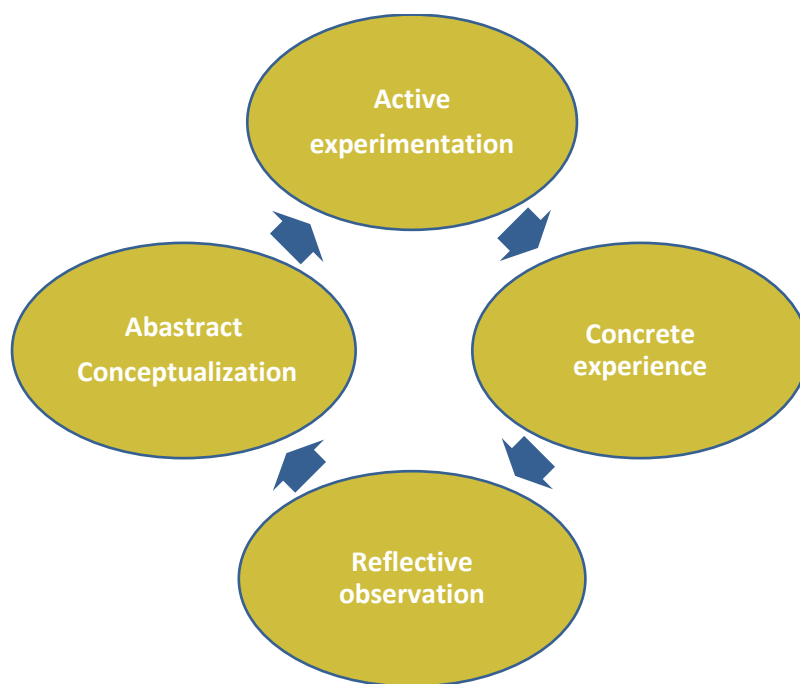 Active
experimentation
Abastract
Conceptualization
Concrete
experience
Reflective
observation